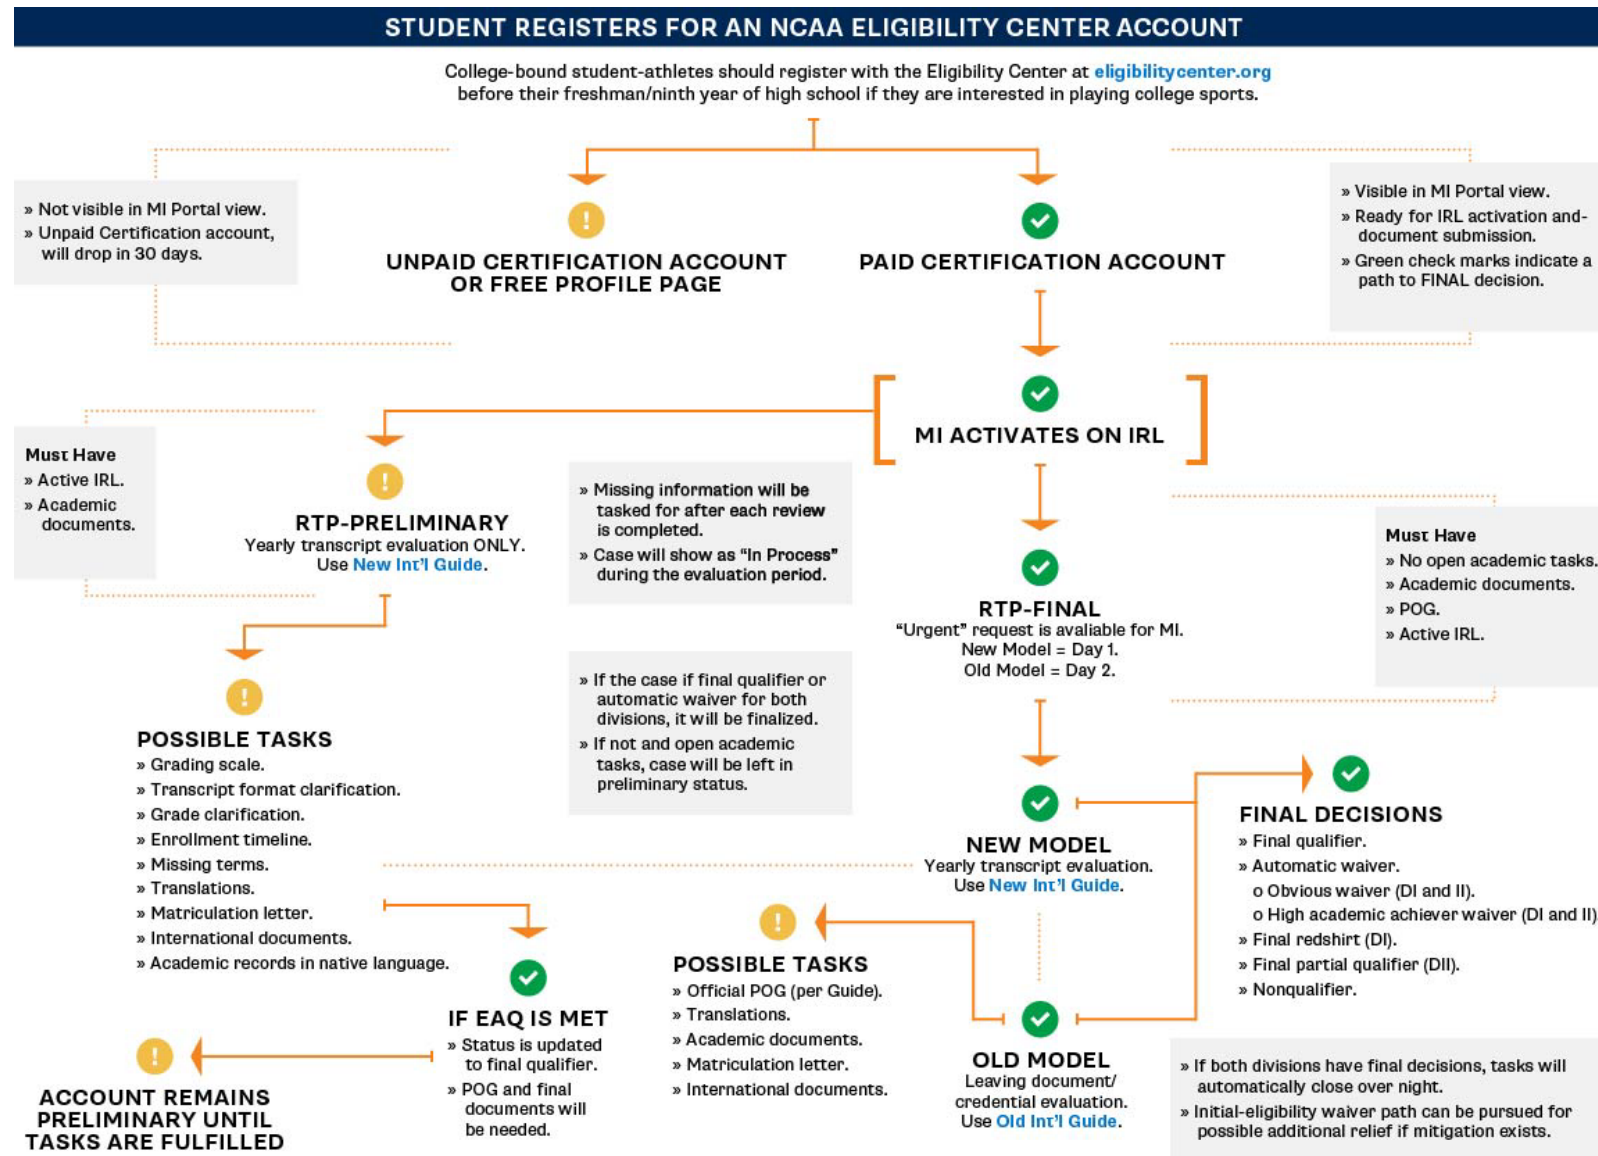 STUDENT REGISTERS FOR AN NCAA ELIGIBILITY CENTER ACCOUNT
College-bound student-athletes should register with the Eligibility Center at eligibilitycenter.org
before their freshman/ninth year of high school if they are interested in playing college sports.
» Not visible in MI Portal view.
» Unpaid Certification account,
will drop in 30 days.
UNPAID CERTIFICATION ACCOUNT
OR FREE PROFILE PAGE
PAID CERTIFICATION ACCOUNT
» Visible in MI Portal view.
» Ready for IRL activation and-
document submission.
» Green check marks indicate a
path to FINAL decision.
MI ACTIVATES ON IRL
Must Have
» Active IRL.
» Academic
documents.
RTP-PRELIMINARY
Yearly transcript evaluation ONLY.
Use New Int'l Guide.
» Missing information will be
tasked for after each review
is completed.
» Case will show as “In Process”
during the evaluation period.
RTP-FINAL
“Urgent” request is avaliable for MI.
New Model = Day 1.
Old Model = Day 2.
Must Have
» No open academic tasks.
» Academic documents.
» POG.
» Active IRL.
» If the case if final qualifier or
automatic waiver for both
divisions, it will be finalized.
» If not and open academic
tasks, case will be left in
preliminary status.
POSSIBLE TASKS
» Grading scale.
» Transcript format clarification.
» Grade clarification.
» Enrollment timeline.
» Missing terms.
» Translations.
» Matriculation letter.
» International documents.
» Academic records in native language.
NEW MODEL
Yearly transcript evaluation.
Use New Int'l Guide.
FINAL DECISIONS
» Final qualifier.
» Automatic waiver.
o Obvious waiver (DI and II).
o High academic achiever waiver (DI and II)
» Final redshirt (DI).
» Final partial qualifier (DII).
» Nonqualifier.
IF EAQ IS MET
» Status is updated
to final qualifier.
» POG and final
documents will
be needed.
POSSIBLE TASKS
» Official POG (per Guide).
» Translations.
» Academic documents.
» Matriculation letter.
» International documents.
OLD MODEL
Leaving document/
credential evaluation.
Use Old Int'l Guide.
» If both divisions have final decisions, tasks will
automatically close over night.
» Initial-eligibility waiver path can be pursued for
possible additional relief if mitigation exists.
ACCOUNT REMAINS
PRELIMINARY UNTIL
TASKS ARE FULFILLED